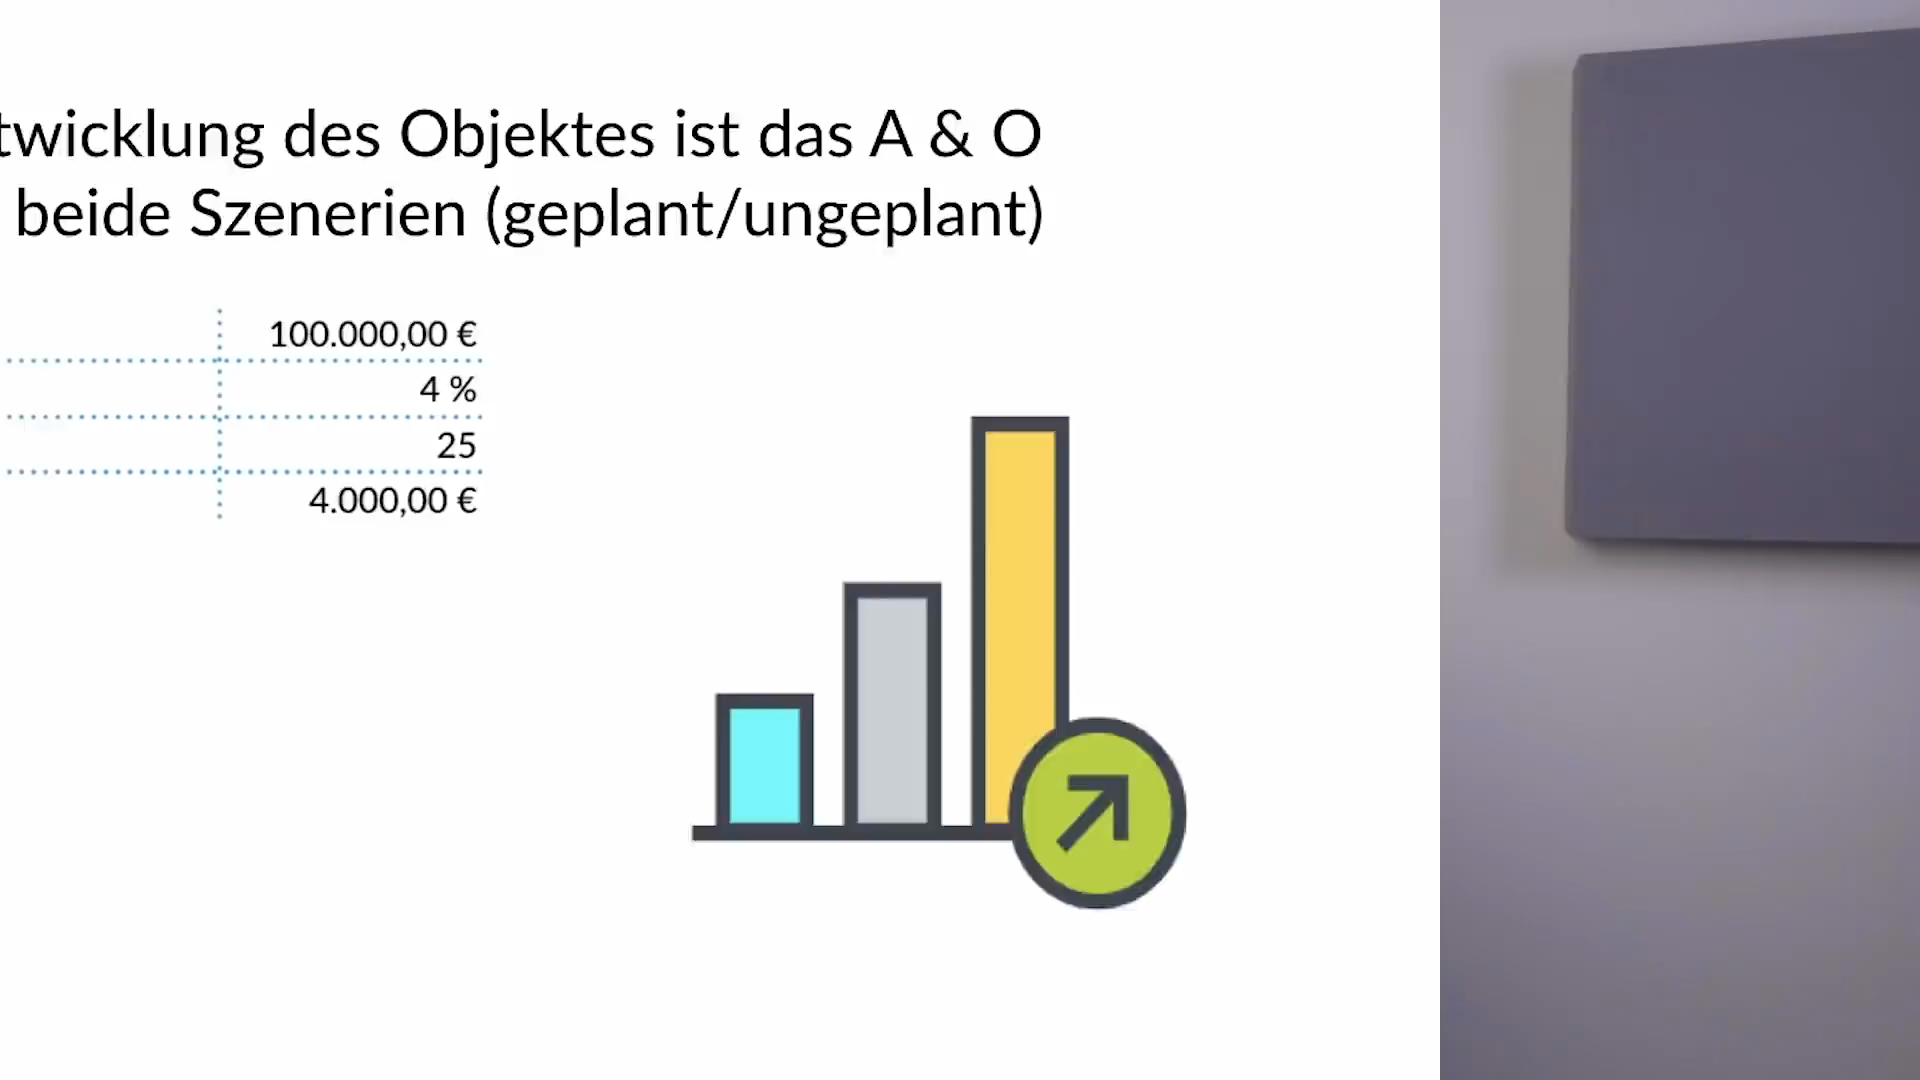 twicklung des Objektes ist das A & O
beide Szenerien (geplant/ungeplant)
100.000,00 €
4 %
25
4.000,00 €